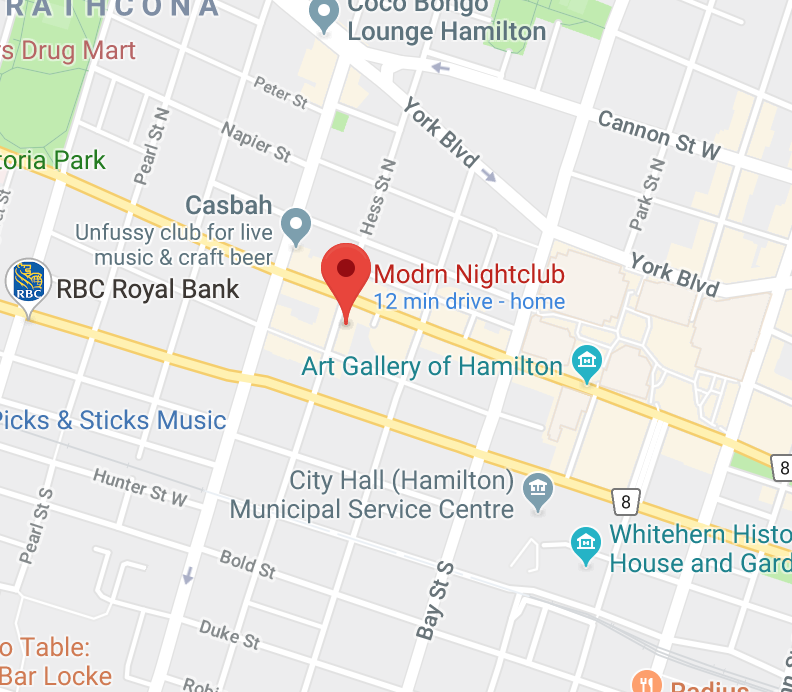 RATHCONA
Coco Bongo
Lounge Hamilton
s Drug Mart
Peter St
York Blvd
Cannon St W
Pearl St N
Napier St
toria Park
Hess St N
Park St N
Casbah
Unfussy club for live
music & craft beer
RBC
RBC Royal Bank
Modrn Nightclub
12 min drive - home
York Blvd
Art Gallery of Hamilton
Picks & Sticks Music
8
City Hall (Hamilton)
Municipal Service Centre
8
Hunter St W
Pearl St S
Whitehern Histo
House and Gard
Bold St
Bay St S
Duke St
o Table:
Bar Locke
Radius